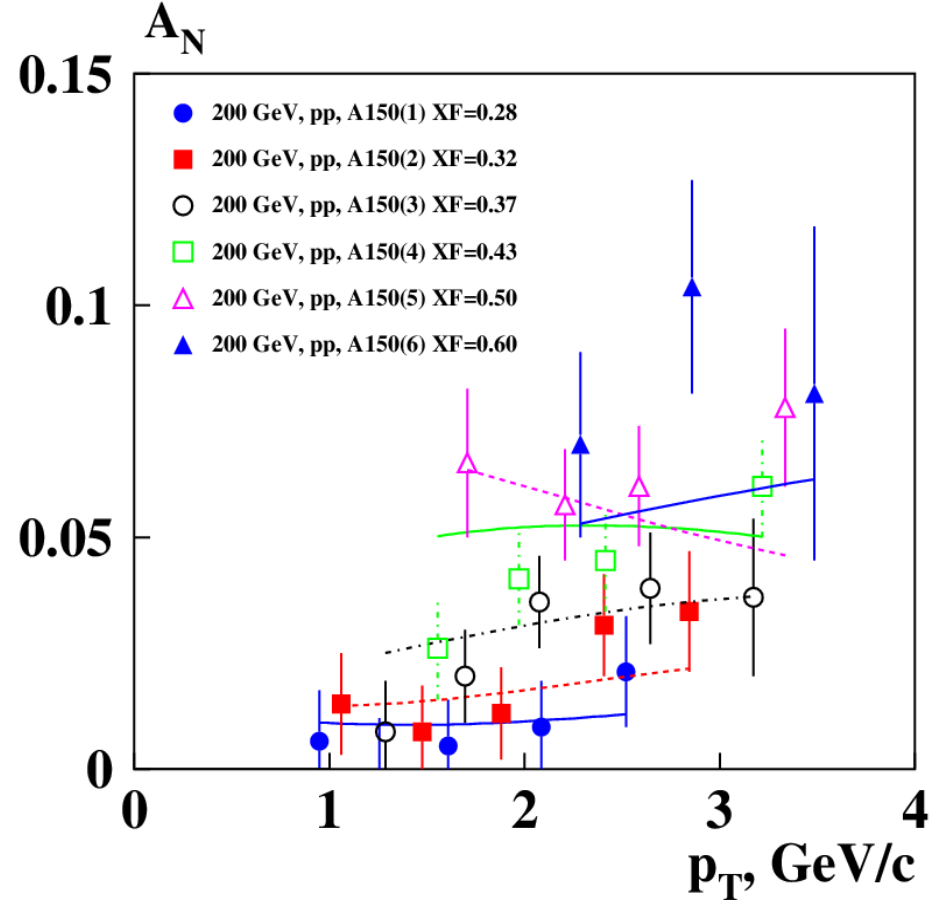 A_N
0.15
200 GeV, pp, A150(1) XF=0.28
200 GeV, pp, A150(2) XF=0.32
200 GeV, pp, A150(3) XF=0.37
200 GeV, pp, A150(4) XF=0.43
0.1
200 GeV, pp, A150(5) XF=0.50
200 GeV, pp, A150(6) XF=0.60
0.05
0
0 1 2 3 4
p_T, GeV/c